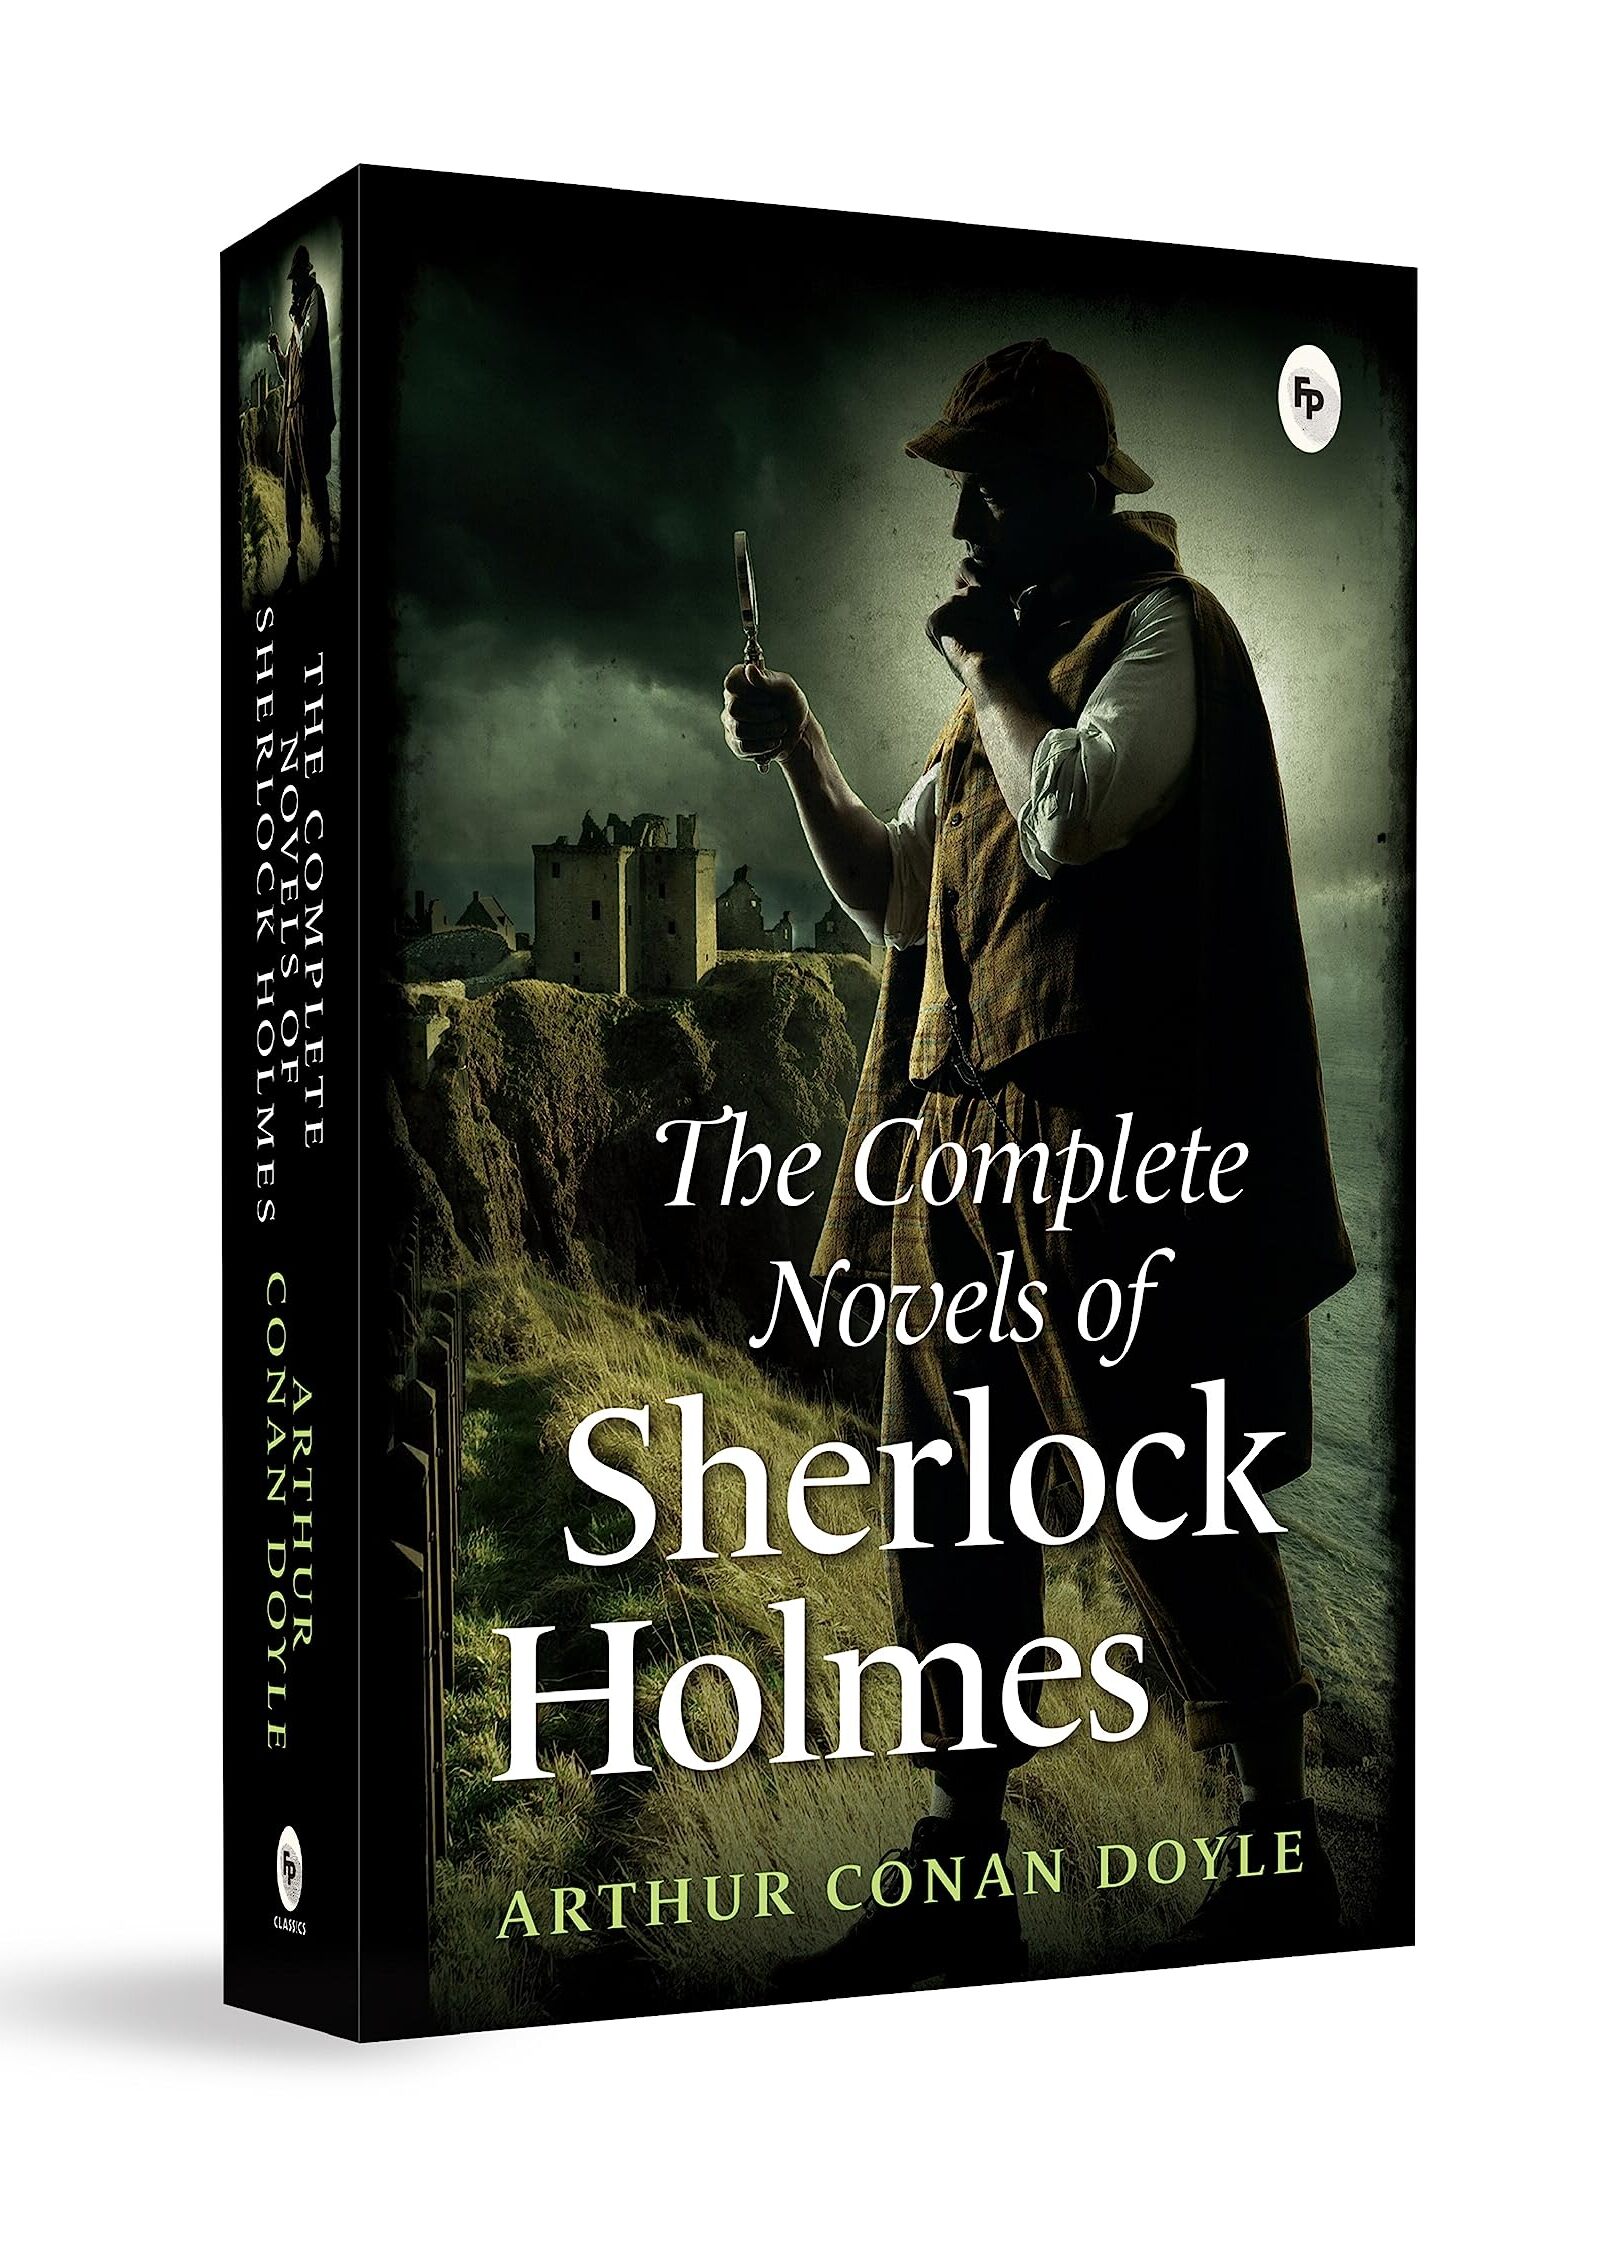 THE COMPLETE
NOVELS OF
SHERLOCK HOLMES
ARTHUR
CONAN DOYLE
FP
CLASSICS
FP
The Complete
Novels of
Sherlock
Holmes
ARTHUR CONAN DOYLE